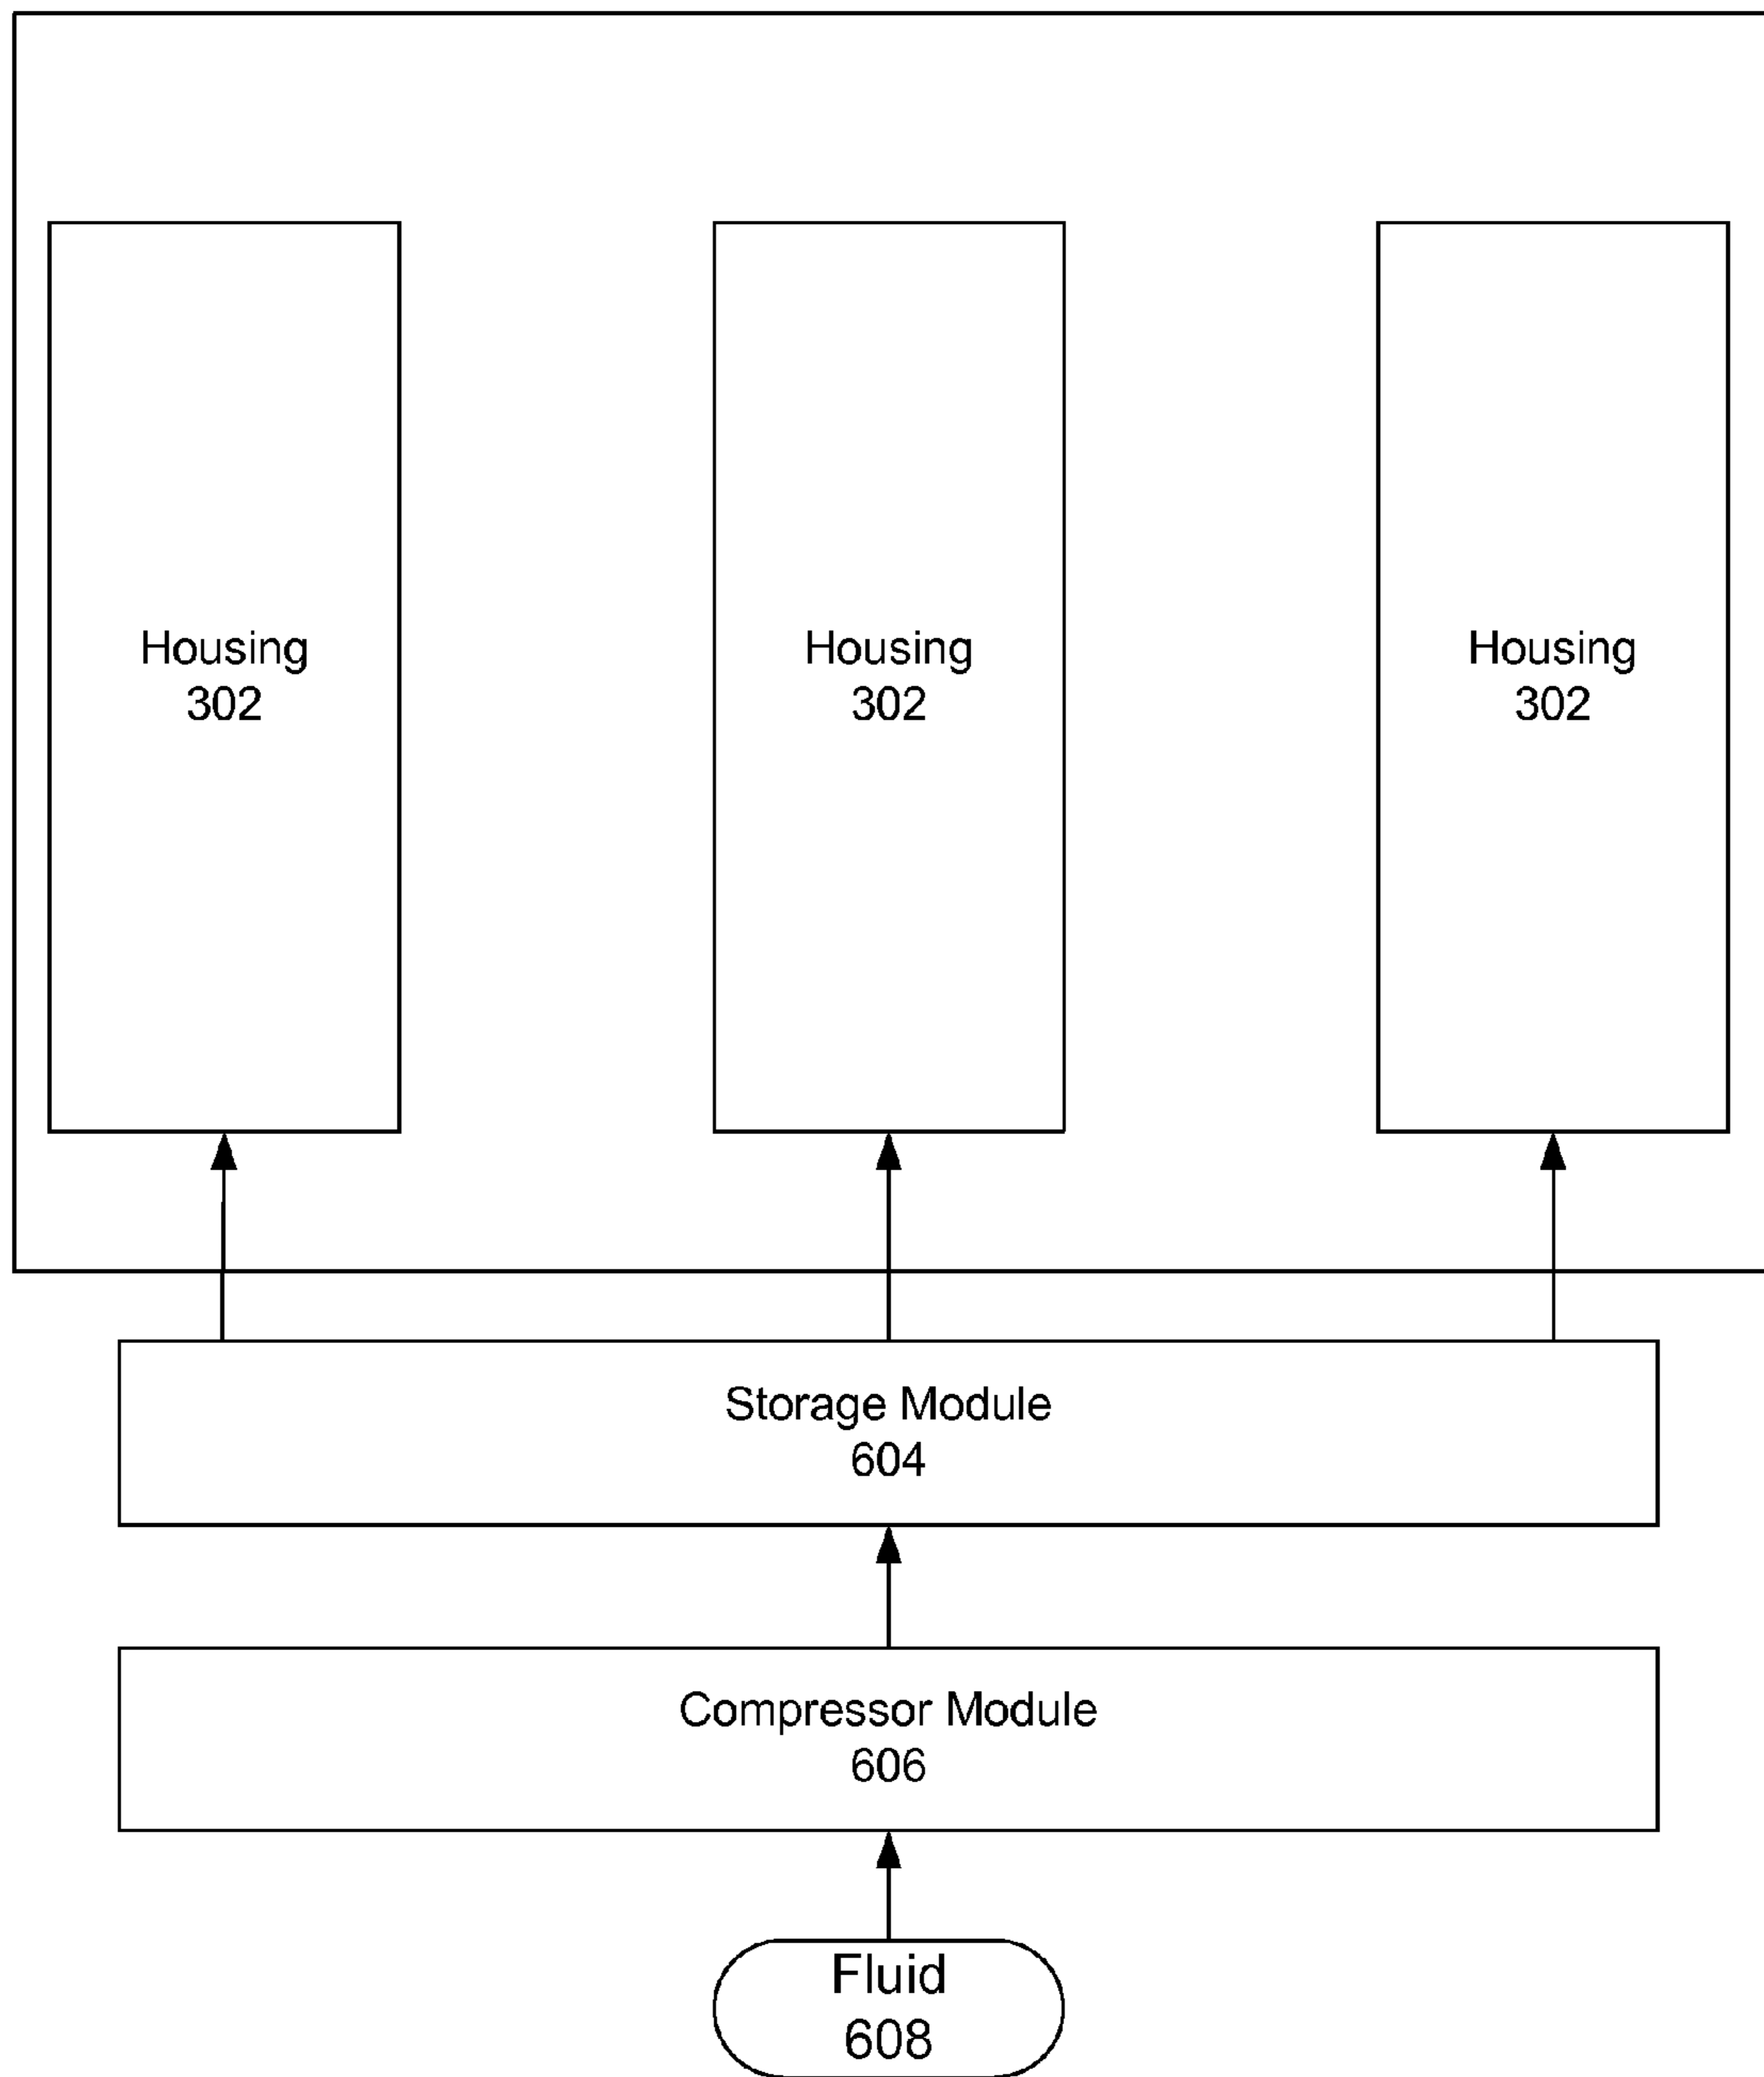 Housing
302
Housing
302
Housing
302
Storage Module
604
Compressor Module
606
Fluid
608